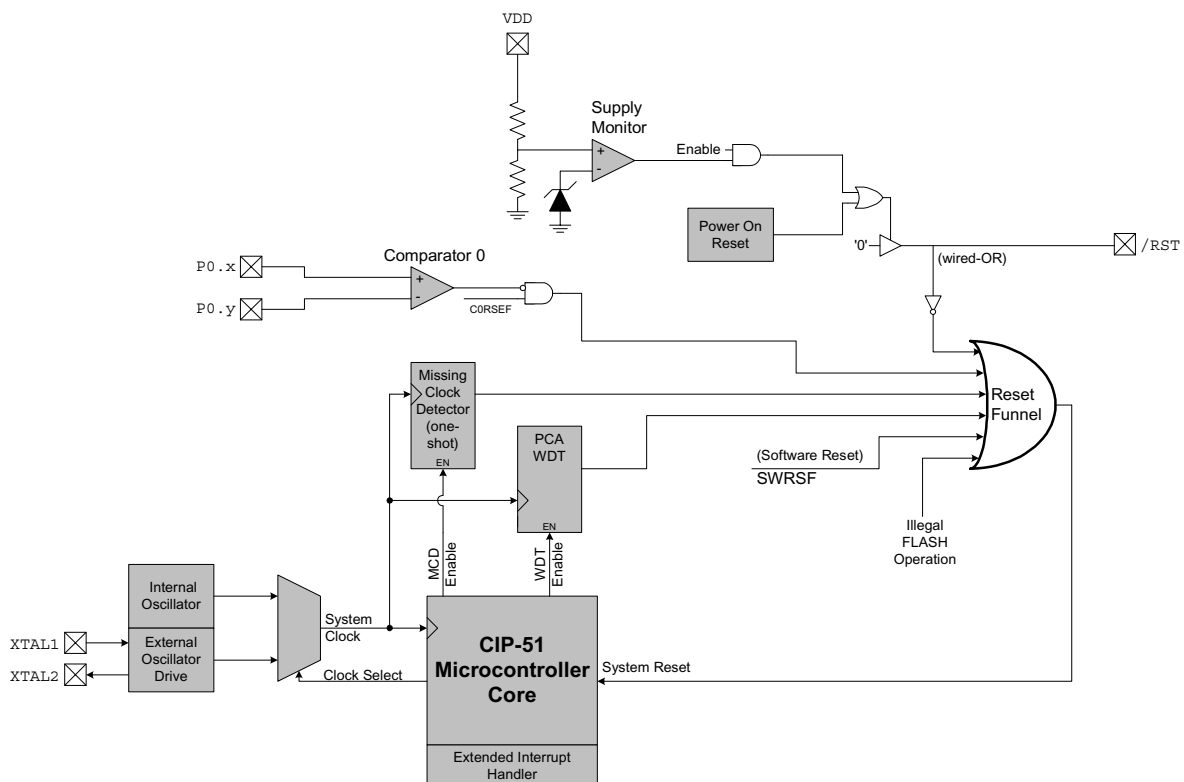 VDD
Supply
Monitor
+
-
Enable
Power On
Reset
'0'
/RST
(wired-OR)
P0.x
P0.y
Comparator 0
+
-
C0RSEF
Missing
Clock
Detector
(one-
shot)
EN
PCA
WDT
EN
Reset
Funnel
(Software Reset)
SWRSF
Illegal
FLASH
Operation
MCD
Enable
WDT
Enable
Internal
Oscillator
External
Oscillator
Drive
XTAL1
XTAL2
System
Clock
Clock Select
CIP-51
Microcontroller
Core
System Reset
Extended Interrupt
Handler